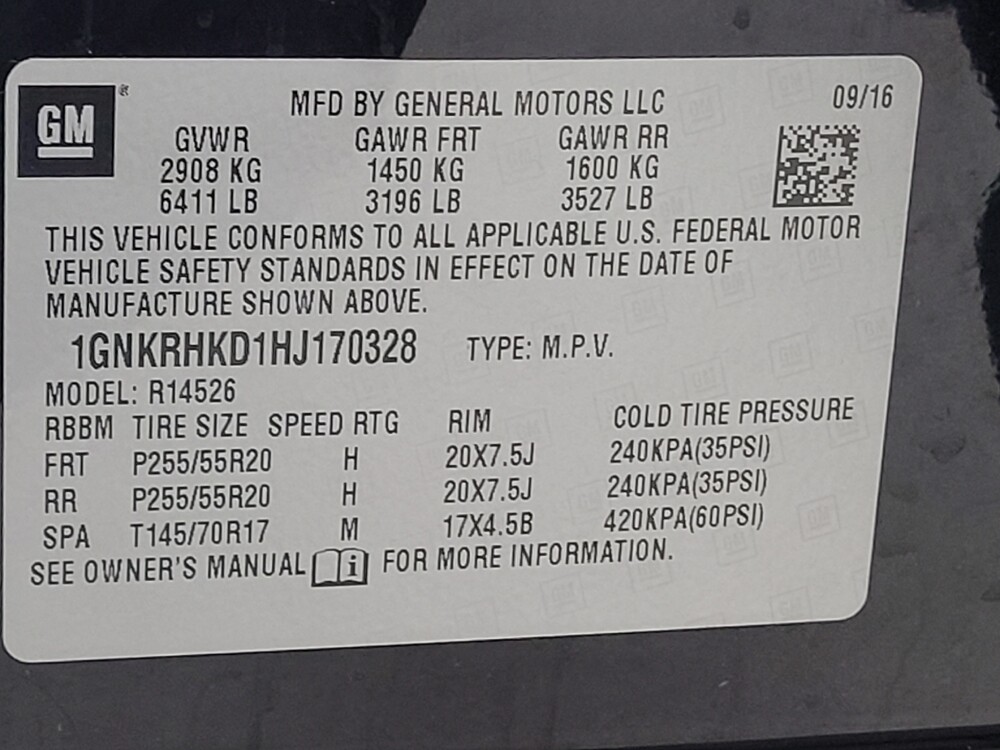 GM®
MFD BY GENERAL MOTORS LLC 09/16
GVWR GAWR FRT GAWR RR
2908 KG 1450 KG 1600 KG
6411 LB 3196 LB 3527 LB
THIS VEHICLE CONFORMS TO ALL APPLICABLE U.S. FEDERAL MOTOR
VEHICLE SAFETY STANDARDS IN EFFECT ON THE DATE OF
MANUFACTURE SHOWN ABOVE.
1GNKRHKD1HJ170328 TYPE: M.P.V.
MODEL: R14526
RBBM TIRE SIZE SPEED RTG RIM COLD TIRE PRESSURE
FRT P255/55R20 H 20X7.5J 240KPA(35PSI)
RR P255/55R20 H 20X7.5J 240KPA(35PSI)
SPA T145/70R17 M 17X4.5B 420KPA(60PSI)
SEE OWNER'S MANUAL i FOR MORE INFORMATION.